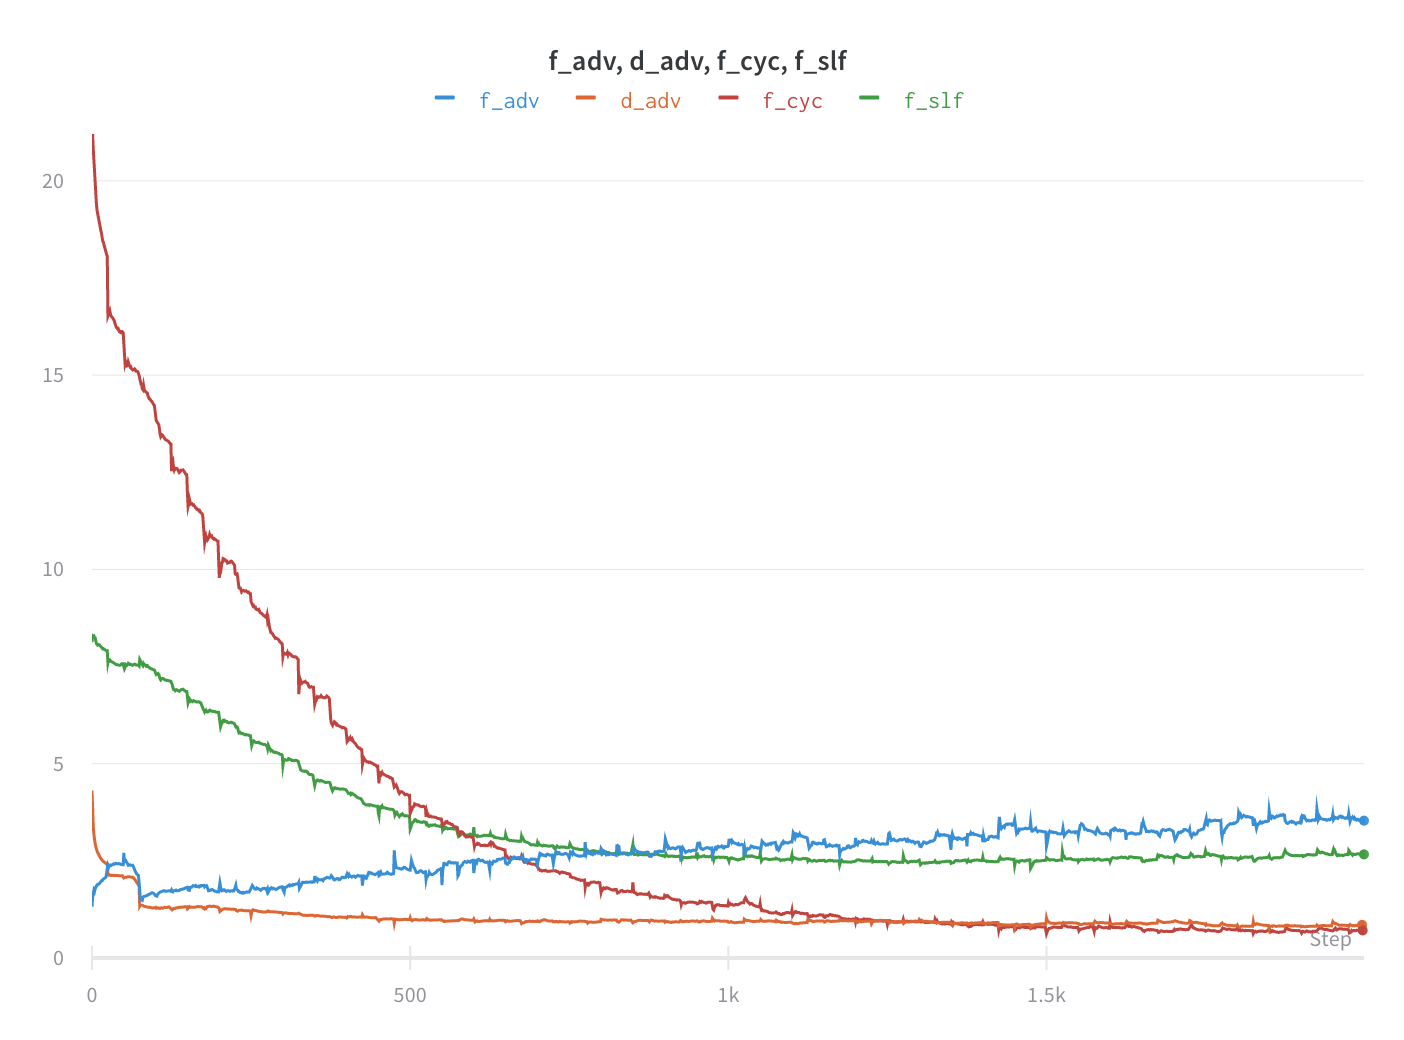 f_adv, d_adv, f_cyc, f_slf
f_adv d_adv f_cyc f_slf
20
15
10
5
0
Step
0 500 1k 1.5k